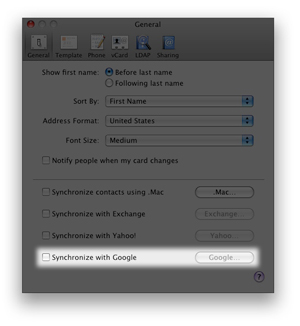 General
General Template Phone vCard LDAP Sharing
Show first name: Before last name
Following last name
Sort By: First Name
Address Format: United States
Font Size: Medium
Notify people when my card changes
Synchronize contacts using .Mac .Mac...
Synchronize with Exchange Exchange...
Synchronize with Yahoo! Yahoo...
Synchronize with Google Google...
?